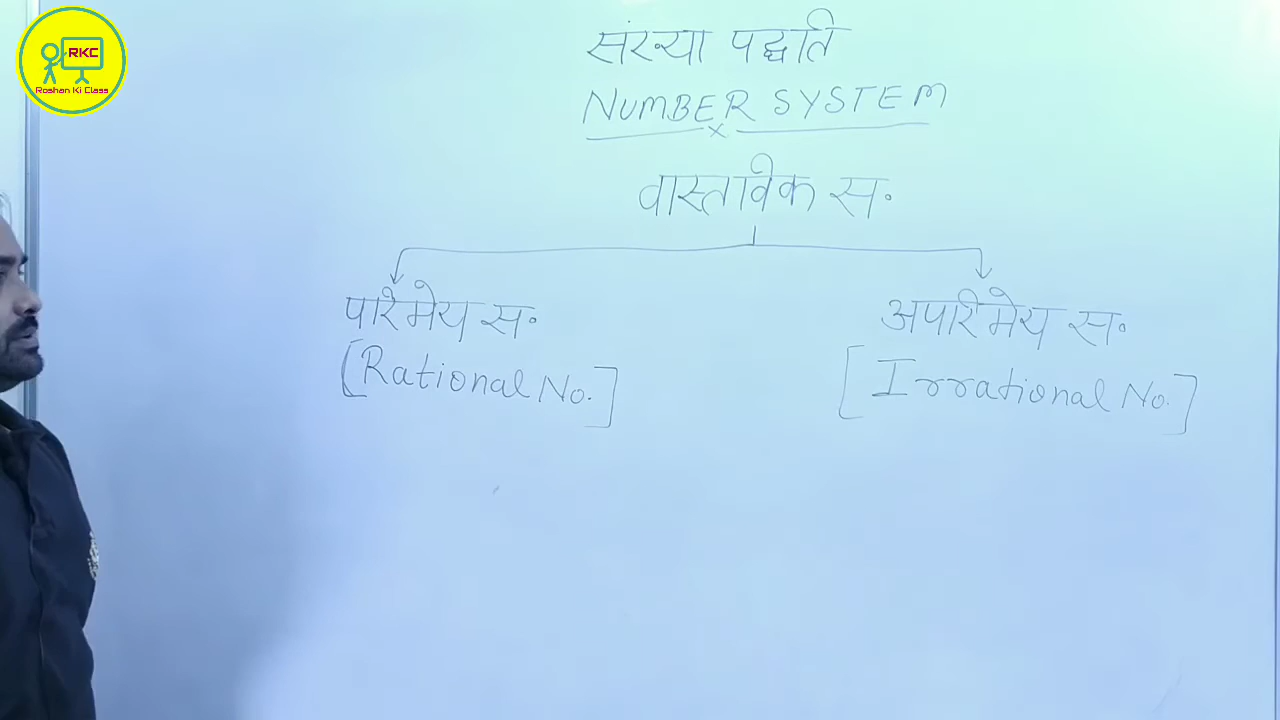 RKC
Roshan Ki Class
संख्या पद्धति
NUMBER SYSTEM
वास्तविक स॰
परिमेय स॰
[Rational No.]
अपरिमेय स॰
[Irrational No.]